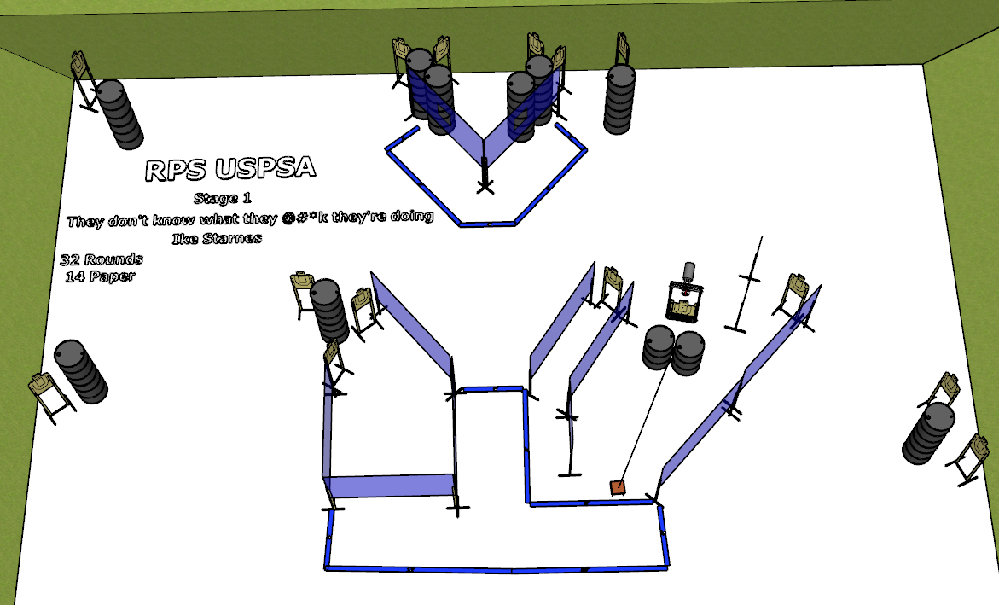 RPS USPSA
Stage 1
They don't know what they @#*k they're doing
Ike Starnes
32 Rounds
14 Paper